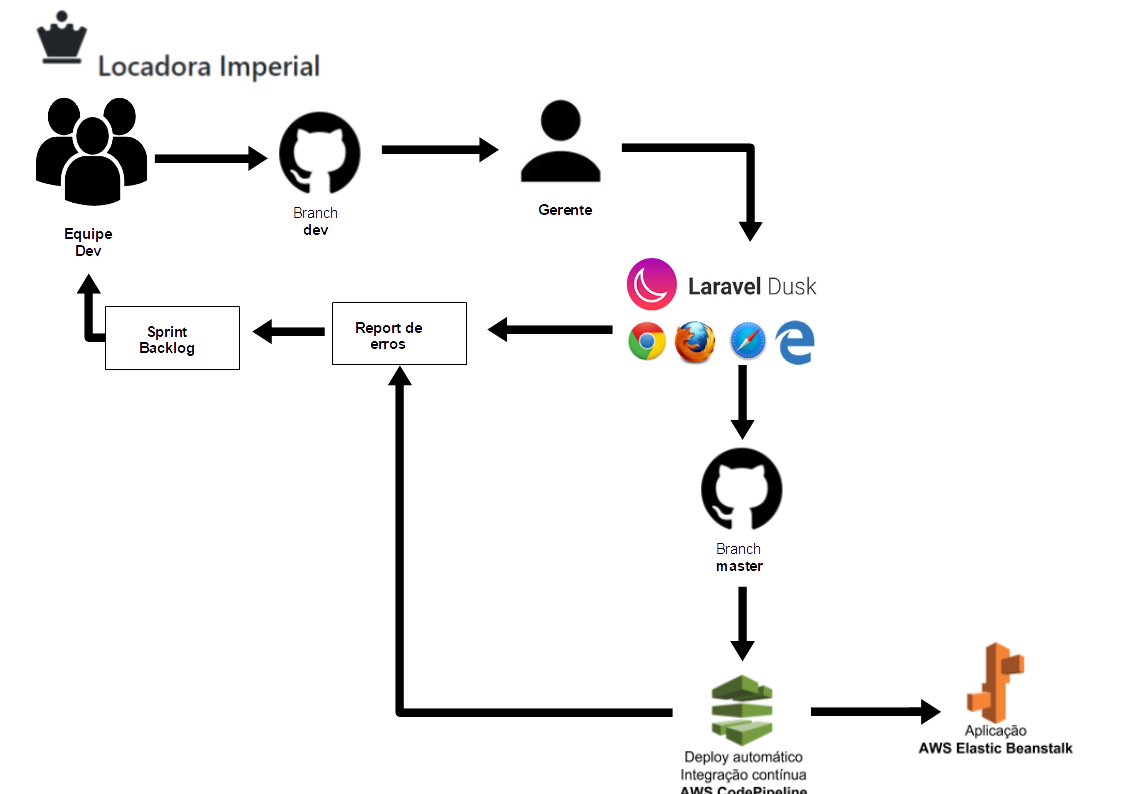 Locadora Imperial
Equipe
Dev
Branch
dev
Gerente
Laravel Dusk
Report de
erros
Sprint
Backlog
Branch
master
Deploy automático
Integração contínua
AWS CodePipeline
Aplicação
AWS Elastic Beanstalk